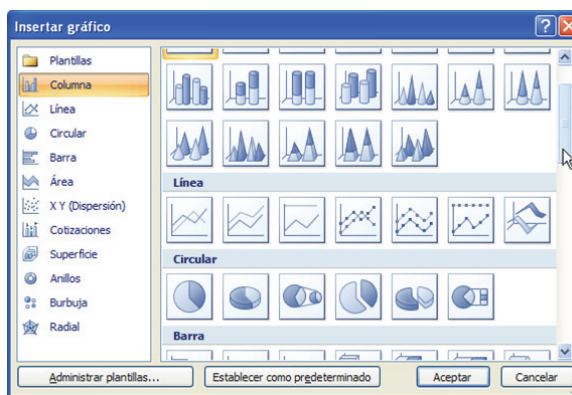 Insertar gráfico
Plantillas
Columna
Línea
Circular
Barra
Área
X Y (Dispersión)
Cotizaciones
Superficie
Anillos
Burbuja
Radial
Línea
Circular
Barra
Administrar plantillas...
Establecer como predeterminado
Aceptar
Cancelar